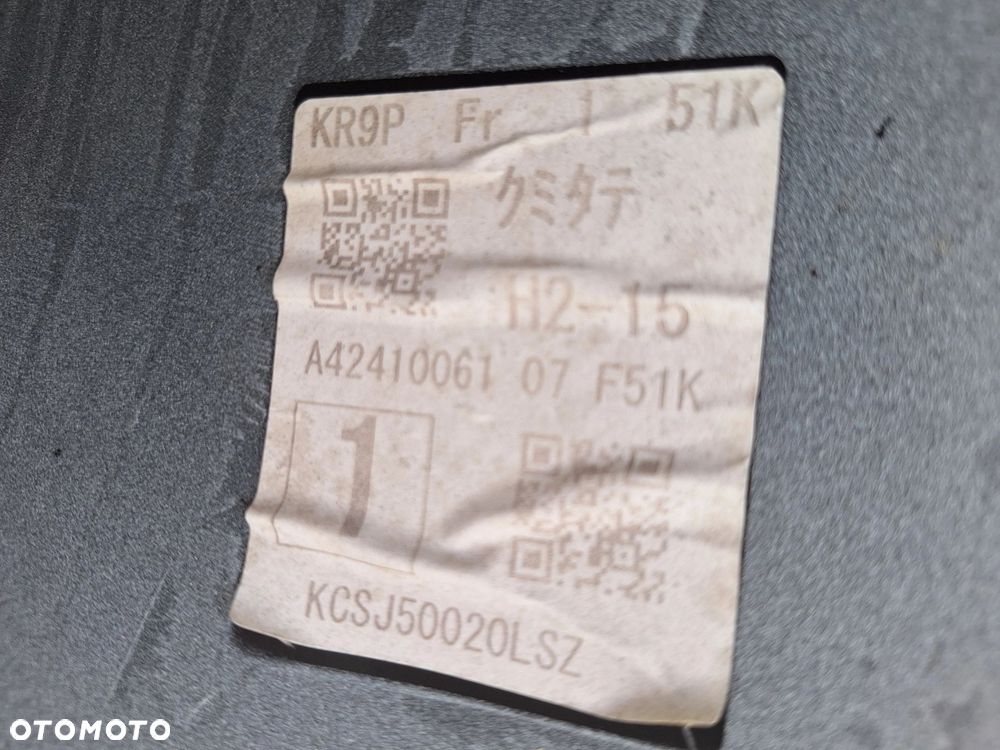 KR9P Fr 1 51K
クミタテ
H2-15
A42410061 07 F51K
1
KCSJ50020LSZ
OTOMOTO